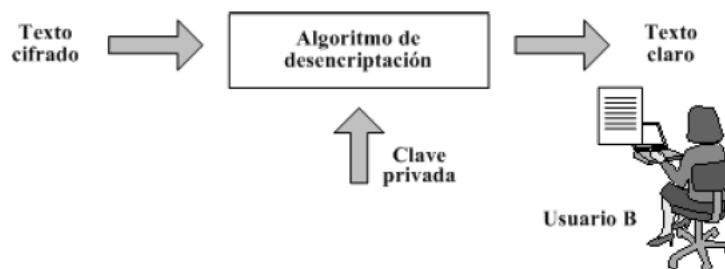 Texto
cifrado
Algoritmo de
desencriptación
Texto
claro
Clave
privada
Usuario B